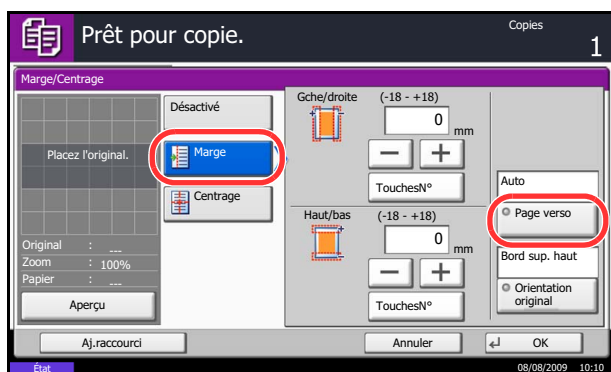 Prêt pour copie.
Copies
1
Marge/Centrage
Placez l'original.
Original : ---
Zoom : 100%
Papier : ---
Aperçu
Désactivé
Marge
Centrage
Gche/droite (-18 - +18)
0 mm
TouchesN°
Haut/bas (-18 - +18)
0 mm
TouchesN°
Auto
Page verso
Bord sup. haut
Orientation
original
Aj.raccourci
Annuler
OK
État
08/08/2009 10:10